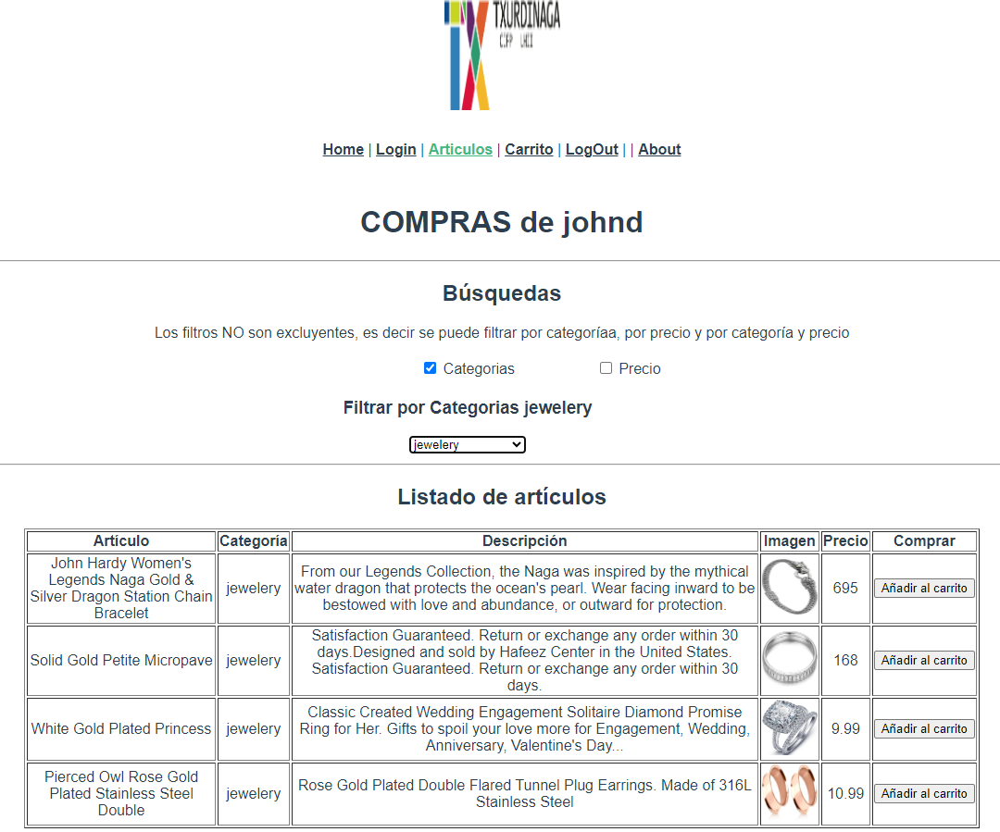 TXURDINAGA
CIFP LHII
Home | Login | Articulos | Carrito | LogOut | | About
COMPRAS de johnd
Búsquedas
Los filtros NO son excluyentes, es decir se puede filtrar por categoríaa, por precio y por categoría y precio
Categorias Precio
Filtrar por Categorias jewelery
jewelery
Listado de artículos
Artículo Categoría Descripción Imagen Precio Comprar
John Hardy Women's
Legends Naga Gold &
Silver Dragon Station Chain
Bracelet
jewelery
From our Legends Collection, the Naga was inspired by the mythical
water dragon that protects the ocean's pearl. Wear facing inward to be
bestowed with love and abundance, or outward for protection.
695
Añadir al carrito
Solid Gold Petite Micropave
jewelery
Satisfaction Guaranteed. Return or exchange any order within 30
days.Designed and sold by Hafeez Center in the United States.
Satisfaction Guaranteed. Return or exchange any order within 30
days.
168
Añadir al carrito
White Gold Plated Princess
jewelery
Classic Created Wedding Engagement Solitaire Diamond Promise
Ring for Her. Gifts to spoil your love more for Engagement, Wedding,
Anniversary, Valentine's Day...
9.99
Añadir al carrito
Pierced Owl Rose Gold
Plated Stainless Steel
Double
jewelery
Rose Gold Plated Double Flared Tunnel Plug Earrings. Made of 316L
Stainless Steel
10.99
Añadir al carrito